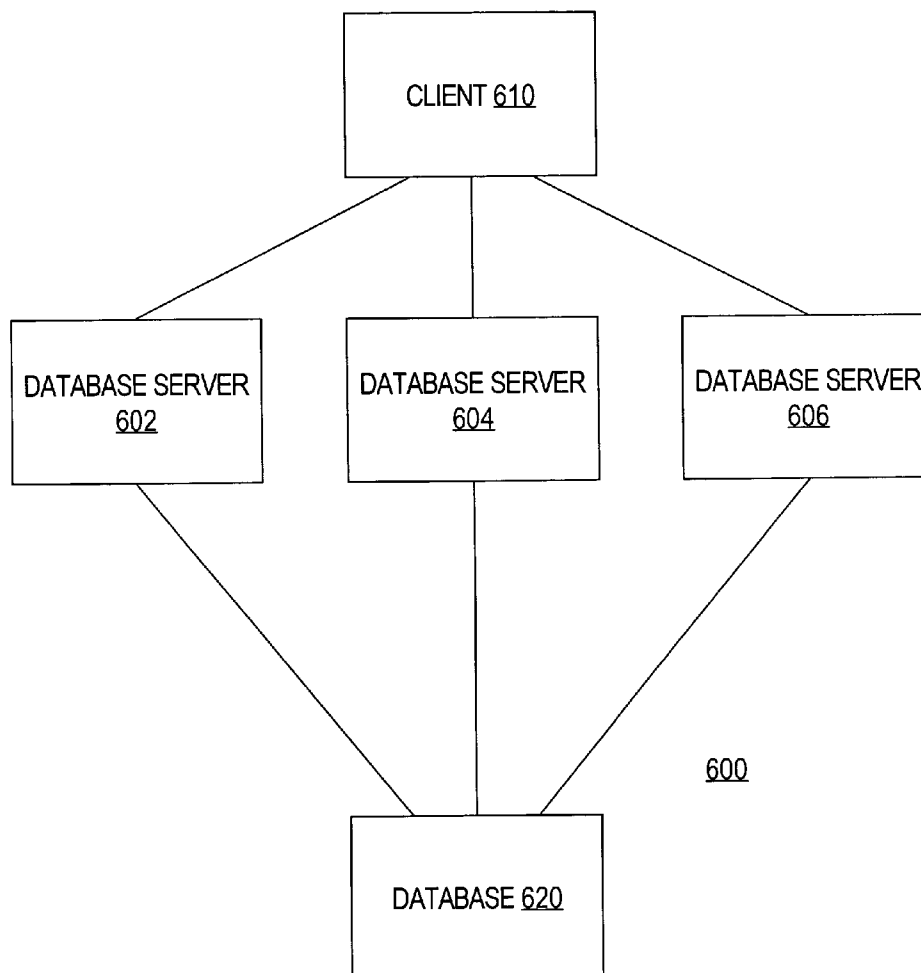 CLIENT 610
DATABASE SERVER
602
DATABASE SERVER
604
DATABASE SERVER
606
600
DATABASE 620